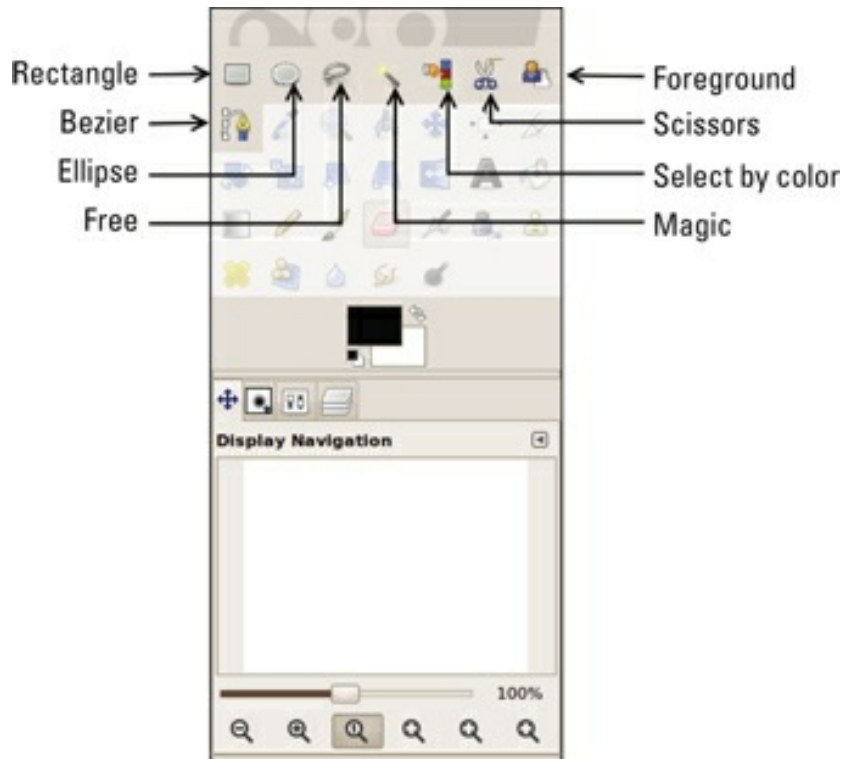 Rectangle
Bezier
Ellipse
Free
Foreground
Scissors
Select by color
Magic
Display Navigation
100%